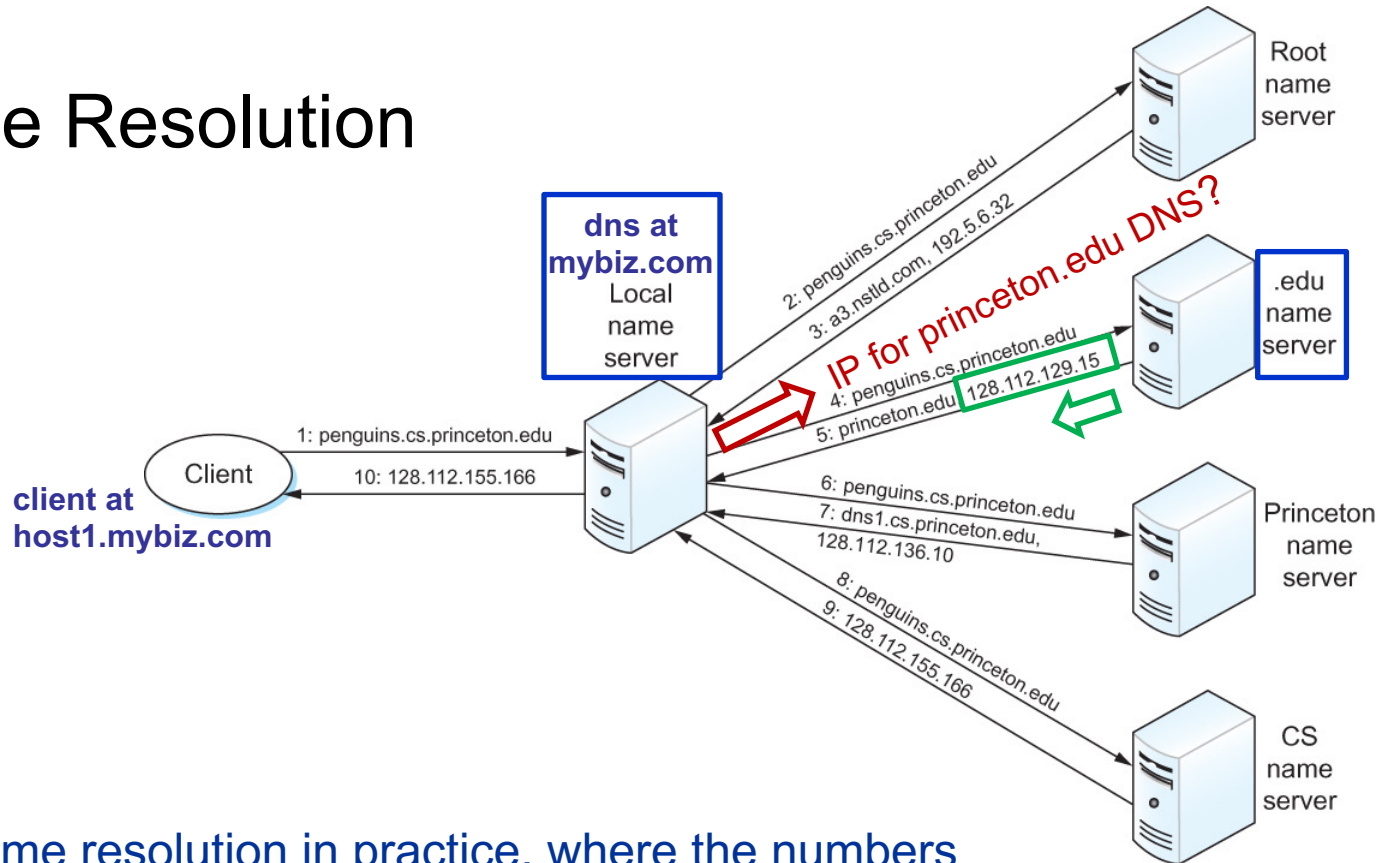 e Resolution
Root
name
server
dns at
mybiz.com
Local
name
server
2: penguins.cs.princeton.edu
3: a3.nstld.com, 192.5.6.32
IP for princeton.edu DNS?
.edu
name
server
4: penguins.cs.princeton.edu
5: princeton.edu, 128.112.129.15
1: penguins.cs.princeton.edu
Client
10: 128.112.155.166
client at
host1.mybiz.com
6: penguins.cs.princeton.edu
7: dns1.cs.princeton.edu,
128.112.136.10
Princeton
name
server
8: penguins.cs.princeton.edu
9: 128.112.155.166
CS
name
server
me resolution in practice, where the numbers